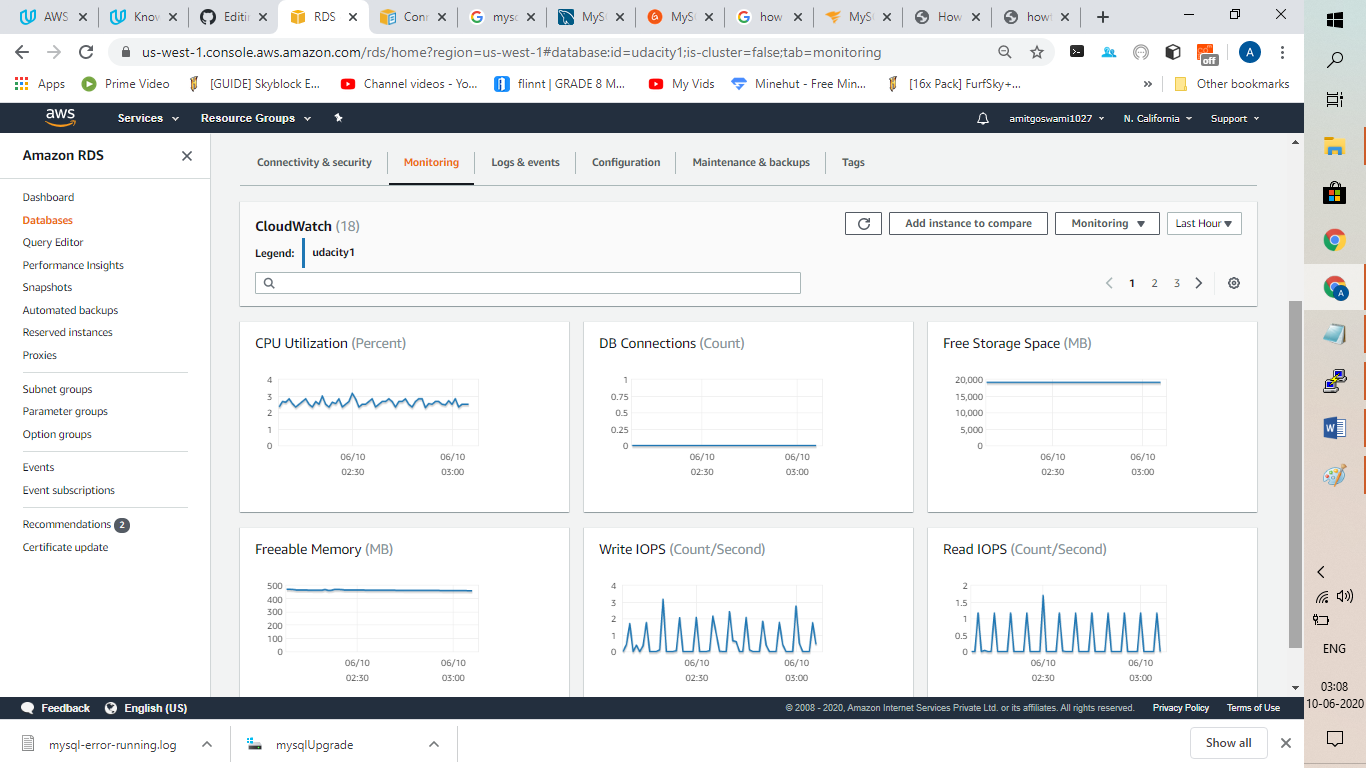 AWS
Know
Editin
RDS
Conn
mysc
MySC
MySC
how
MySC
How
howt
us-west-1.console.aws.amazon.com/rds/home?region=us-west-1#database:id=udacity1;is-cluster=false;tab=monitoring
off
A
Apps
Prime Video
[GUIDE] Skyblock E...
Channel videos - Yo...
flinnt | GRADE 8 M...
My Vids
Minehut - Free Min...
[16x Pack] FurfSky+...
»
Other bookmarks
aws
Services
Resource Groups
amitgoswami1027
N. California
Support
Amazon RDS
Dashboard
Databases
Query Editor
Performance Insights
Snapshots
Automated backups
Reserved instances
Proxies
Subnet groups
Parameter groups
Option groups
Events
Event subscriptions
Recommendations 2
Certificate update
Connectivity & security
Monitoring
Logs & events
Configuration
Maintenance & backups
Tags
CloudWatch (18)
Add instance to compare
Monitoring
Last Hour
Legend: udacity1
1 2 3
CPU Utilization (Percent)
4
3
2
1
0
06/10 06/10
02:30 03:00
DB Connections (Count)
1
0.75
0.5
0.25
0
06/10 06/10
02:30 03:00
Free Storage Space (MB)
20,000
15,000
10,000
5,000
0
06/10 06/10
02:30 03:00
Freeable Memory (MB)
500
400
300
200
100
0
06/10 06/10
02:30 03:00
Write IOPS (Count/Second)
4
3
2
1
0
06/10 06/10
02:30 03:00
Read IOPS (Count/Second)
2
1.5
1
0.5
0
06/10 06/10
02:30 03:00
Feedback
English (US)
© 2008 - 2020, Amazon Internet Services Private Ltd. or its affiliates. All rights reserved.
Privacy Policy
Terms of Use
mysql-error-running.log
mysqlUpgrade
Show all
A
W
ENG
03:08
10-06-2020